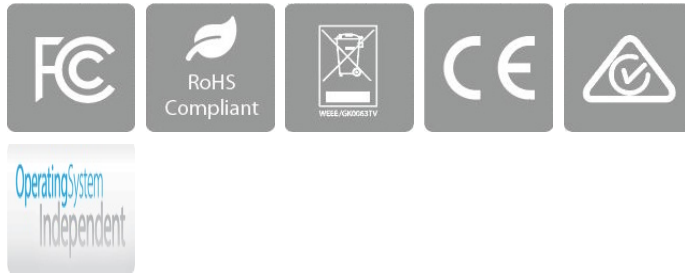 FC
RoHS
Compliant
WEEE/GK0063TV
CE
OperatingSystem
Independent